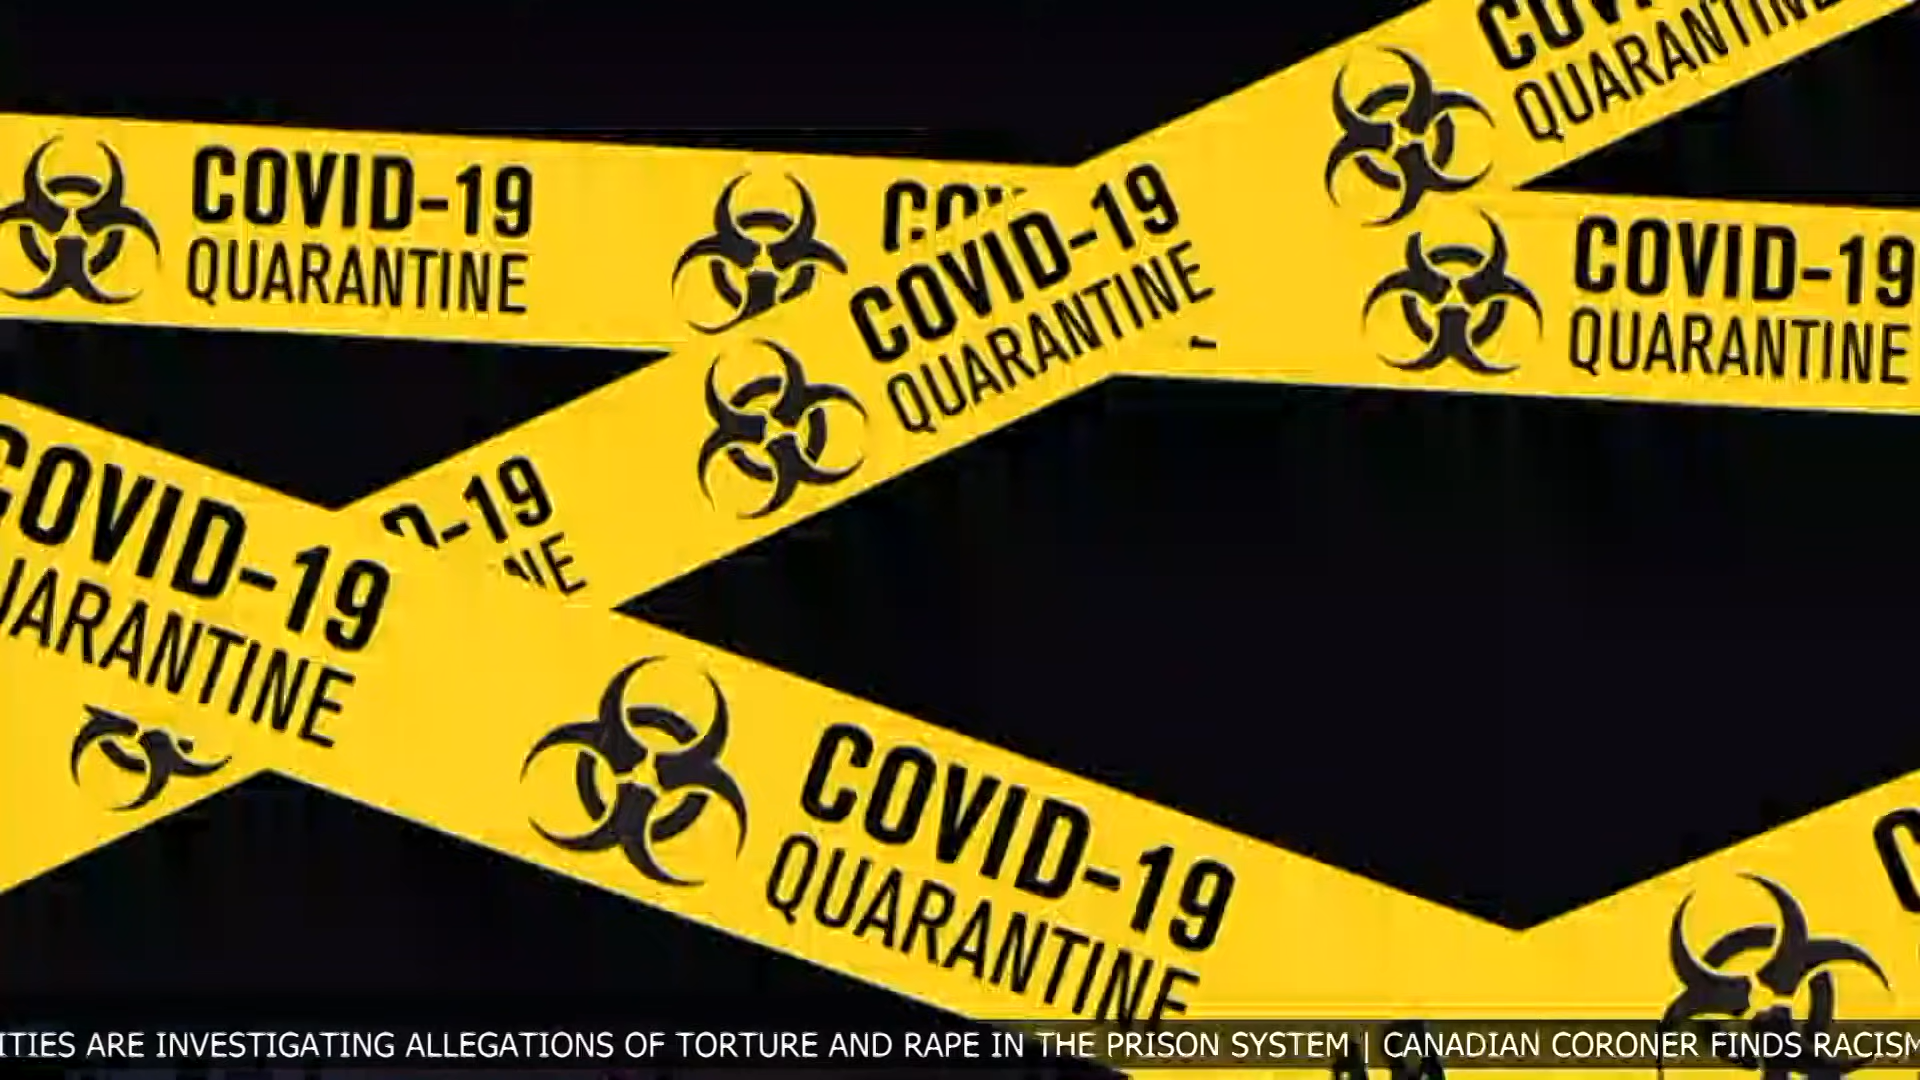 QUARANTINE
COVID-19
QUARANTINE
COVID-19
QUARANTINE
COVID-19
QUARANTINE
-19
COVID-19
QUARANTINE
COVID-19
QUARANTINE
ITIES ARE INVESTIGATING ALLEGATIONS OF TORTURE AND RAPE IN THE PRISON SYSTEM | CANADIAN CORONER FINDS RACISM